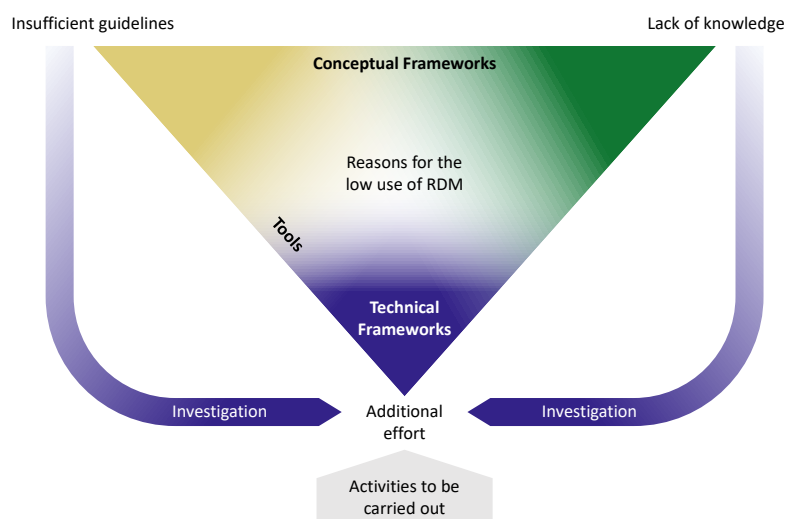 Insufficient guidelines
Lack of knowledge
Conceptual Frameworks
Reasons for the
low use of RDM
Tools
Technical
Frameworks
Investigation
Additional
effort
Investigation
Activities to be
carried out